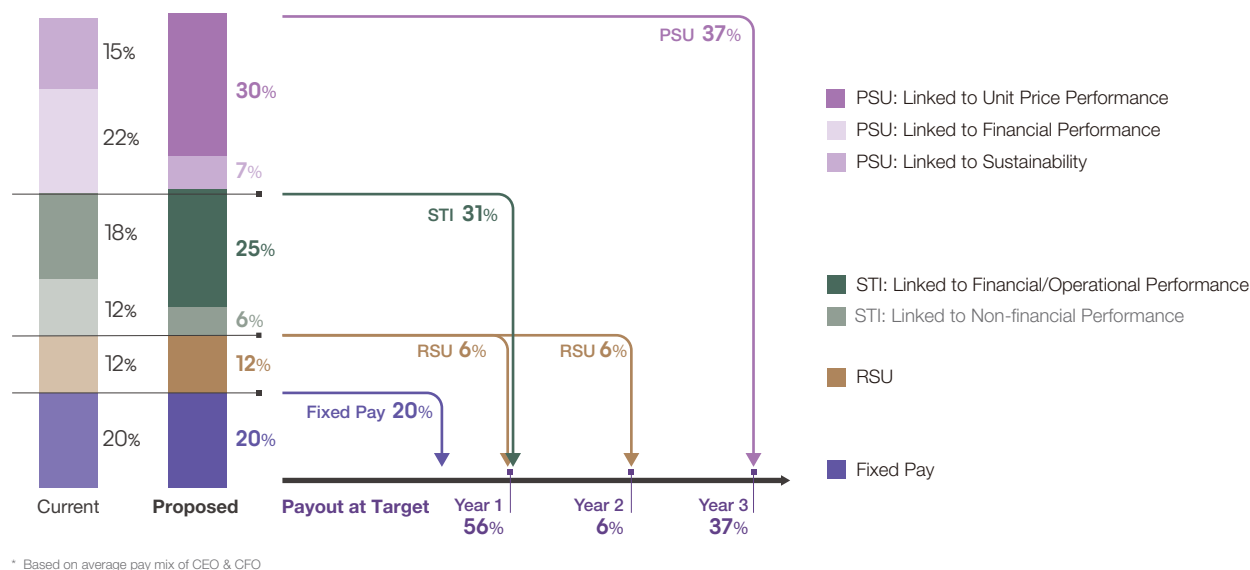 15%
22%
18%
12%
12%
20%
Current
30%
7%
25%
6%
12%
20%
Proposed
PSU 37%
STI 31%
RSU 6%
RSU 6%
Fixed Pay 20%
Payout at Target
Year 1
56%
Year 2
6%
Year 3
37%
PSU: Linked to Unit Price Performance
PSU: Linked to Financial Performance
PSU: Linked to Sustainability
STI: Linked to Financial/Operational Performance
STI: Linked to Non-financial Performance
RSU
Fixed Pay
* Based on average pay mix of CEO & CFO